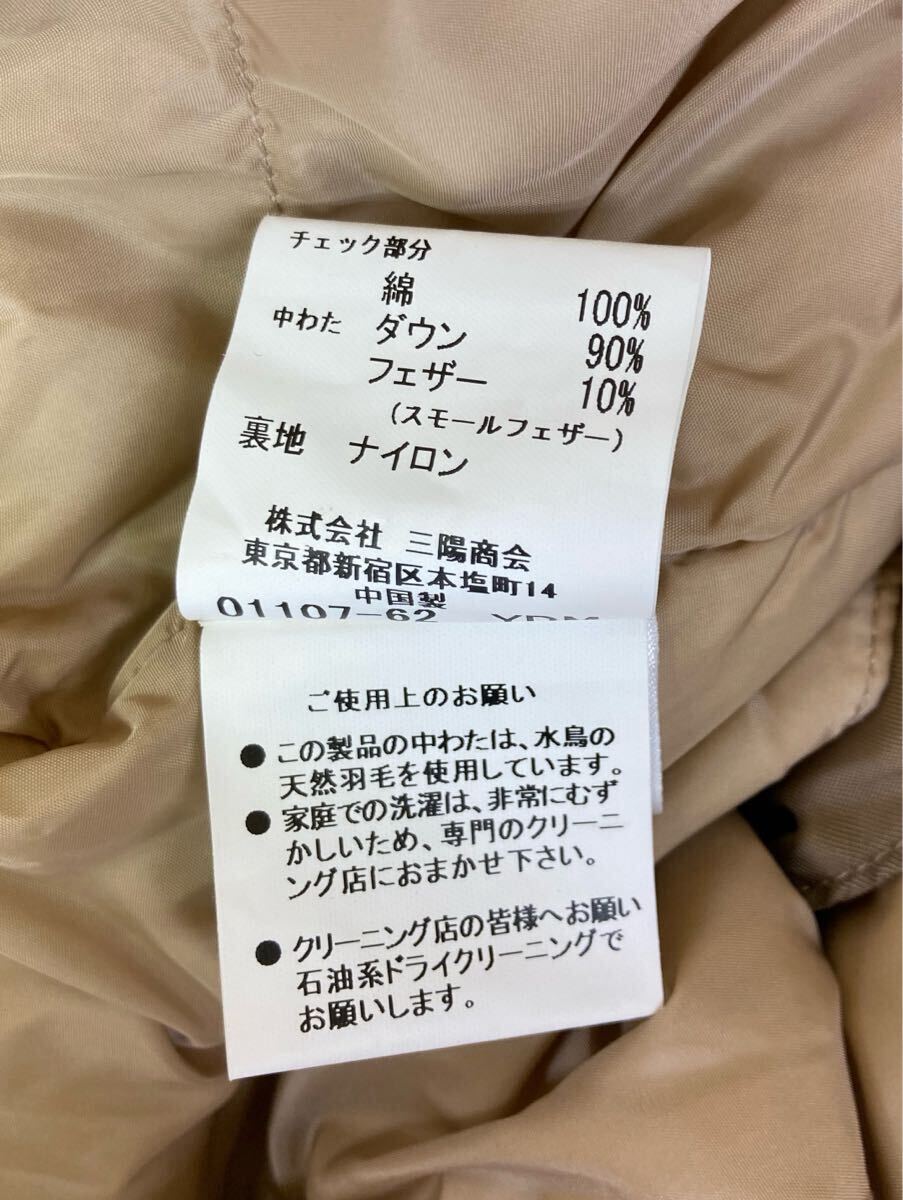 チェック部分
綿 100%
中わた ダウン 90%
フェザー 10%
(スモールフェザー)
裏地 ナイロン
株式会社 三陽商会
東京都新宿区本塩町14
中国製
01107-62
ご使用上のお願い
● この製品の中わたは、水鳥の
天然羽毛を使用しています。
● 家庭での洗濯は、非常にむず
かしいため、専門のクリーニ
ング店におまかせ下さい。
● クリーニング店の皆様へお願い
石油系ドライクリーニングで
お願いします。